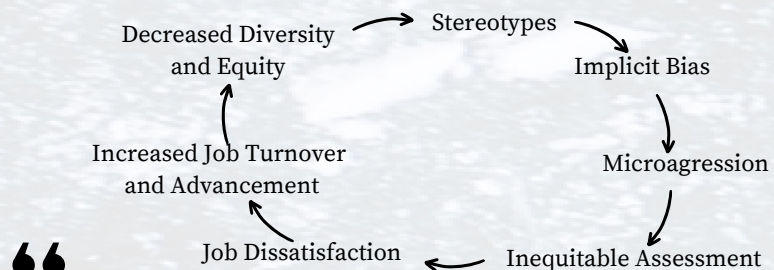 Stereotypes
Implicit Bias
Microagression
Inequitable Assessment
Job Dissatisfaction
Increased Job Turnover
and Advancement
Decreased Diversity
and Equity
“